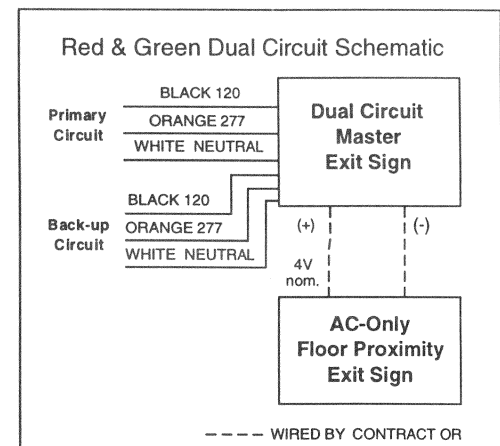 Red & Green Dual Circuit Schematic
BLACK 120
Primary
Circuit
ORANGE 277
WHITE NEUTRAL
Dual Circuit
Master
Exit Sign
BLACK 120
Back-up
Circuit
ORANGE 277
WHITE NEUTRAL
(+)
(-)
4V
nom.
AC-Only
Floor Proximity
Exit Sign
---- WIRED BY CONTRACT OR